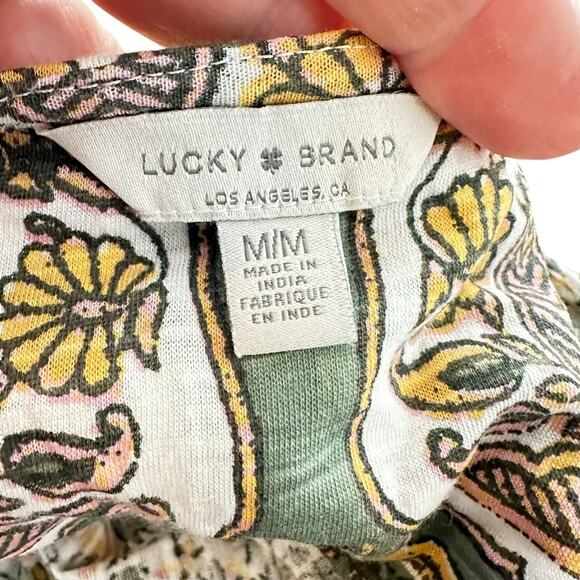 LUCKY BRAND
LOS ANGELES, CA
M/M
MADE IN
INDIA
FABRIQUE
EN INDE